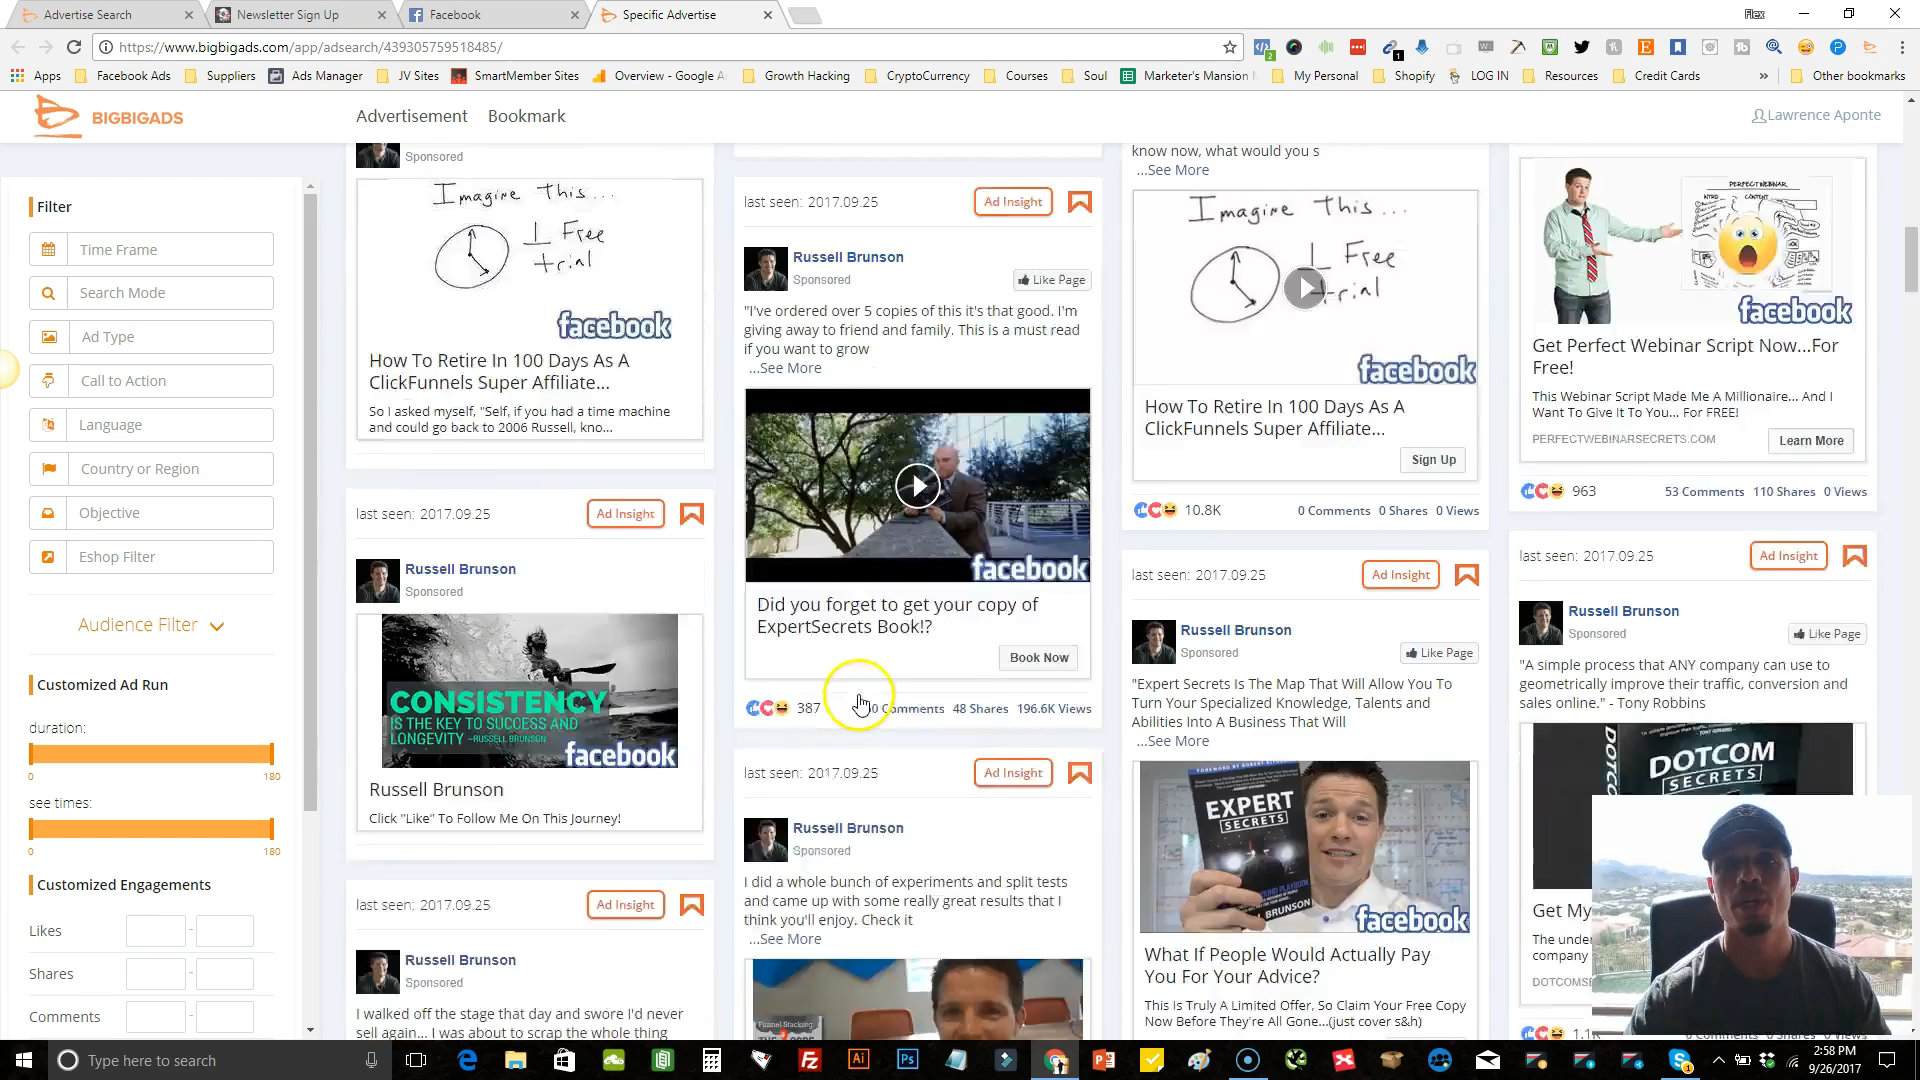 Advertise Search
Newsletter Sign Up
Facebook
Specific Advertise
Flex
https://www.bigbigads.com/app/adsearch/439305759518485/
Apps
Facebook Ads
Suppliers
Ads Manager
JV Sites
SmartMember Sites
Overview - Google A
Growth Hacking
CryptoCurrency
Courses
Soul
Marketer's Mansion
My Personal
Shopify
LOG IN
Resources
Credit Cards
Other bookmarks
BIGBIGADS
Advertisement
Bookmark
Lawrence Aponte
Filter
Time Frame
Search Mode
Ad Type
Call to Action
Language
Country or Region
Objective
Eshop Filter
Audience Filter
Customized Ad Run
duration:
0
180
see times:
0
180
Customized Engagements
Likes
-
Shares
-
Comments
-
Sponsored
Imagine this...
1 Free
trial
facebook
How To Retire In 100 Days As A
ClickFunnels Super Affiliate...
So I asked myself, "Self, if you had a time machine
and could go back to 2006 Russell, kno...
last seen: 2017.09.25
Ad Insight
Russell Brunson
Sponsored
CONSISTENCY
IS THE KEY TO SUCCESS AND
LONGEVITY ~RUSSELL BRUNSON
facebook
Russell Brunson
Click "Like" To Follow Me On This Journey!
last seen: 2017.09.25
Ad Insight
Russell Brunson
Sponsored
I walked off the stage that day and swore I'd never
sell again... I was about to scrap the whole thing
last seen: 2017.09.25
Ad Insight
Russell Brunson
Sponsored
Like Page
"I've ordered over 5 copies of this it's that good. I'm
giving away to friend and family. This is a must read
if you want to grow
...See More
facebook
Did you forget to get your copy of
ExpertSecrets Book!?
Book Now
387
Comments
48 Shares
196.6K Views
last seen: 2017.09.25
Ad Insight
Russell Brunson
Sponsored
I did a whole bunch of experiments and split tests
and came up with some really great results that I
think you'll enjoy. Check it
...See More
know now, what would you s
...See More
Imagine this...
1 Free
trial
facebook
How To Retire In 100 Days As A
ClickFunnels Super Affiliate...
Sign Up
10.8K
0 Comments
0 Shares
0 Views
last seen: 2017.09.25
Ad Insight
Russell Brunson
Sponsored
Like Page
"Expert Secrets Is The Map That Will Allow You To
Turn Your Specialized Knowledge, Talents and
Abilities Into A Business That Will
...See More
EXPERT
SECRETS
BRUNSON
facebook
What If People Would Actually Pay
You For Your Advice?
This Is Truly A Limited Offer, So Claim Your Free Copy
Now Before They're All Gone...(just cover s&h)
PERFECT WEBINAR
INTRO
CONTENT
facebook
Get Perfect Webinar Script Now...For
Free!
This Webinar Script Made Me A Millionaire... And I
Want To Give It To You... For FREE!
PERFECTWEBINARSECRETS.COM
Learn More
963
53 Comments
110 Shares
0 Views
last seen: 2017.09.25
Ad Insight
Russell Brunson
Sponsored
Like Page
"A simple process that ANY company can use to
geometrically improve their traffic, conversion and
sales online." - Tony Robbins
DOTCOM
SECRETS
Get My
The unde
company
DOTCOMS
Type here to search
2:58 PM
9/26/2017